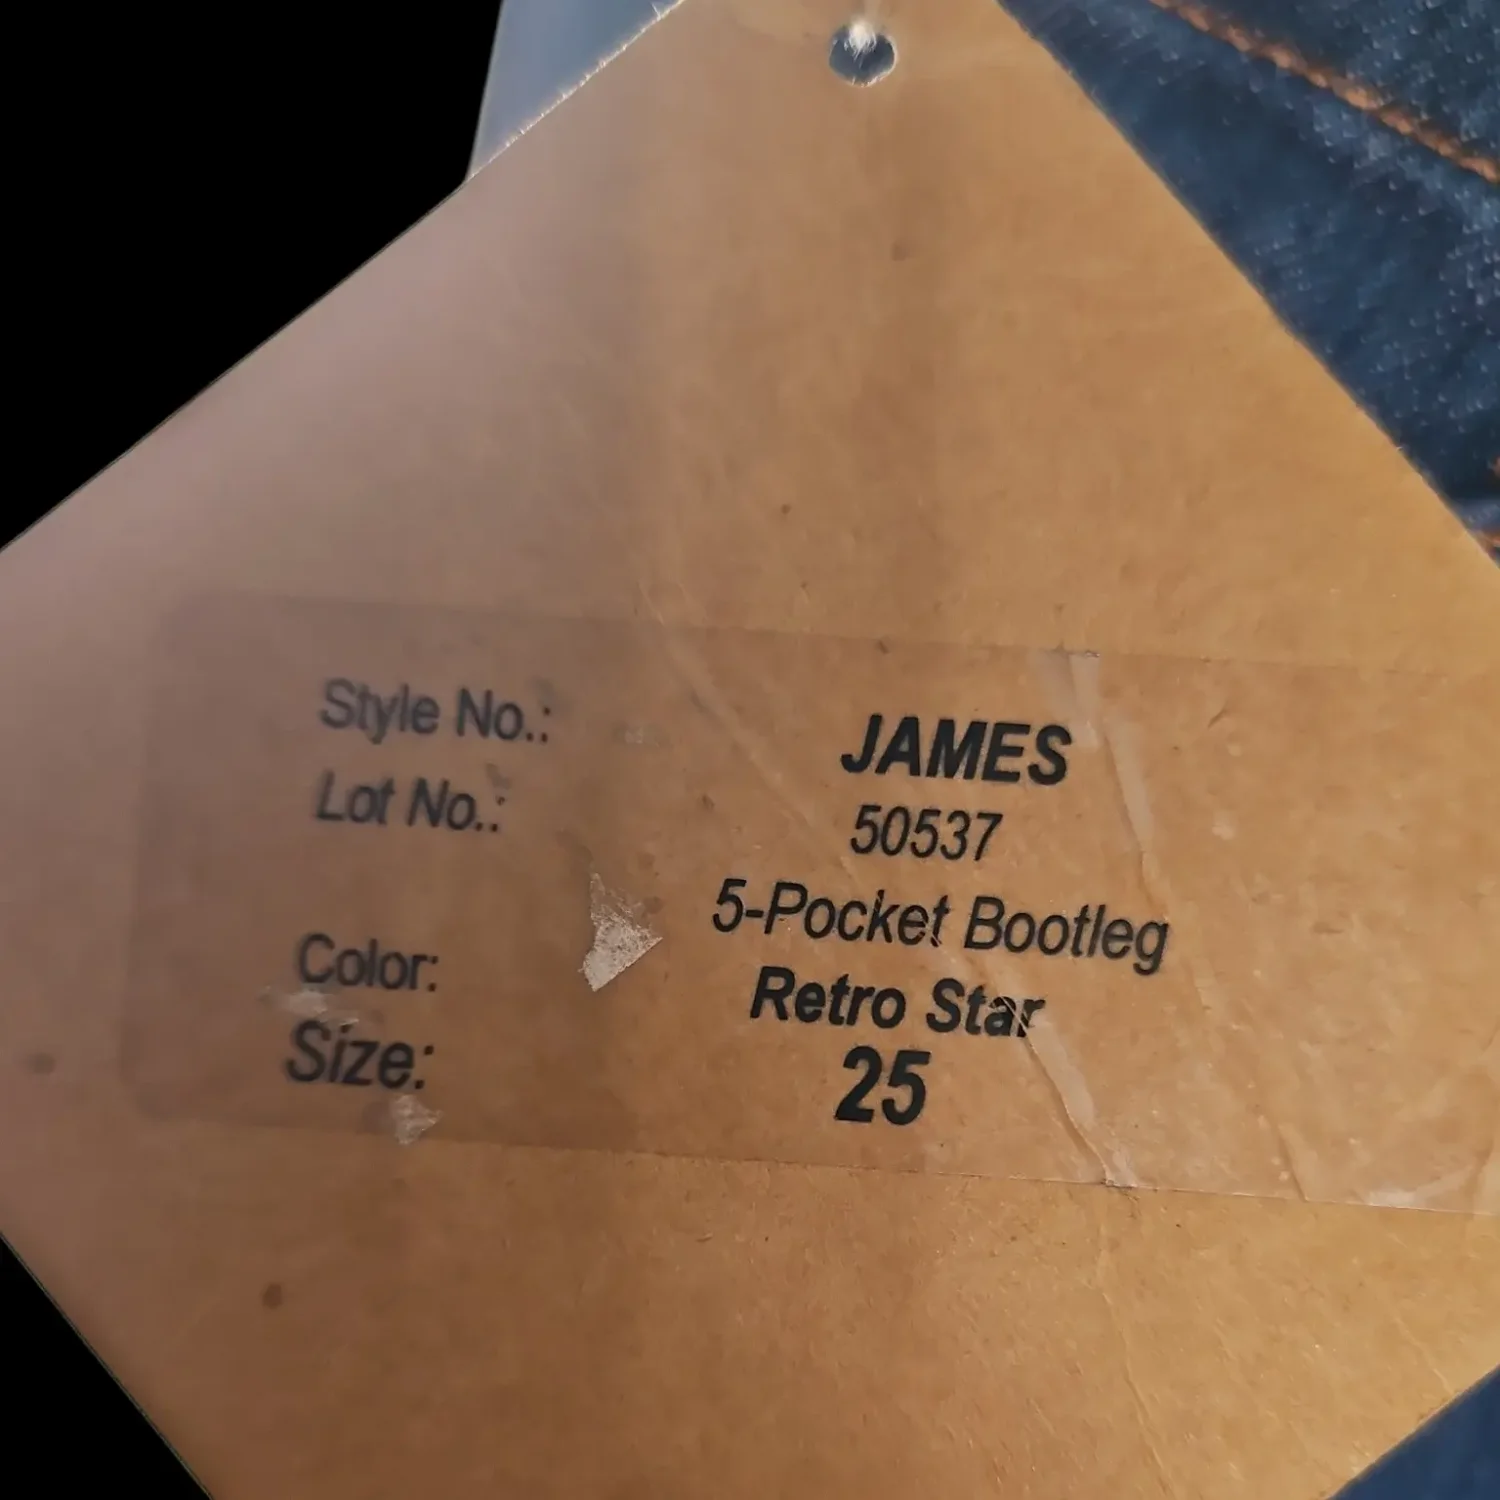 Style No.: JAMES
Lot No.: 50537
5-Pocket Bootleg
Color: Retro Star
Size: 25